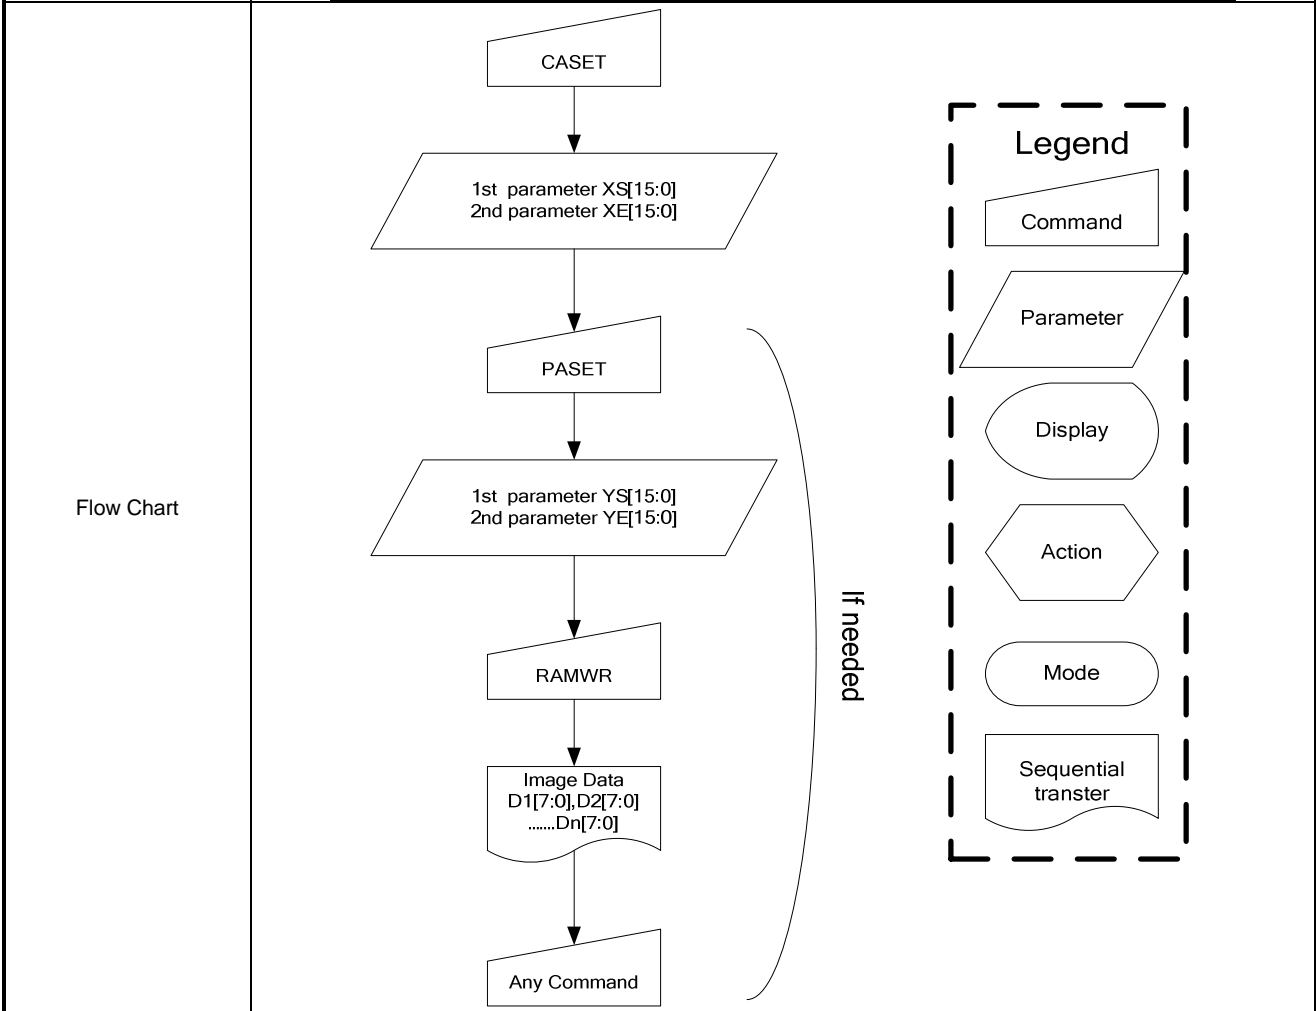 Flow Chart
CASET
1st parameter XS[15:0]
2nd parameter XE[15:0]
PASET
1st parameter YS[15:0]
2nd parameter YE[15:0]
RAMWR
Image Data
D1[7:0],D2[7:0]
.......Dn[7:0]
Any Command
If needed
Legend
Command
Parameter
Display
Action
Mode
Sequential
transter